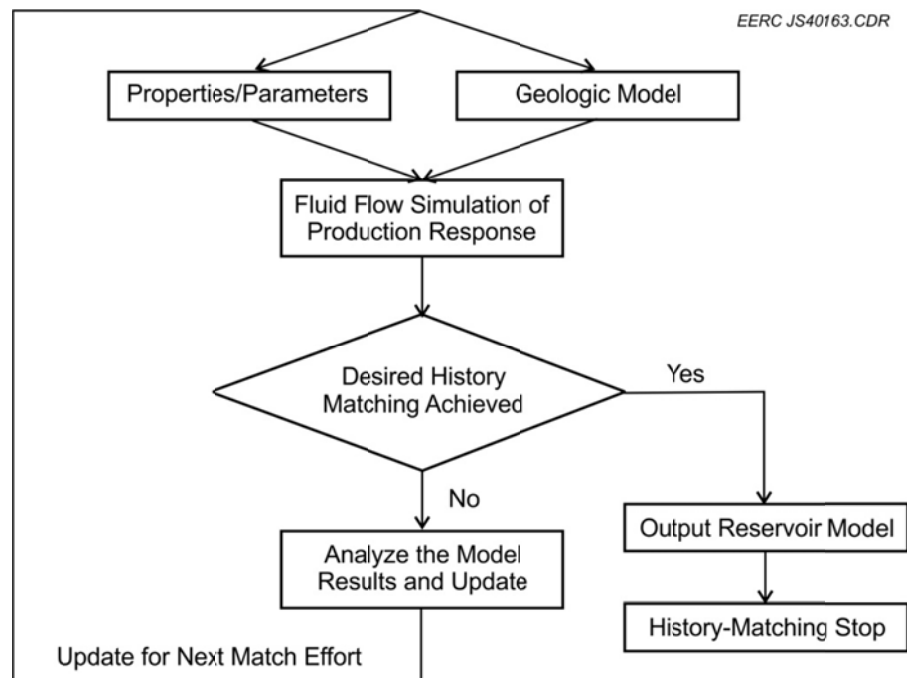 EERC JS40163.CDR
Properties/Parameters
Geologic Model
Fluid Flow Simulation of
Production Response
Desired History
Matching Achieved
Yes
No
Output Reservoir Model
Analyze the Model
Results and Update
History-Matching Stop
Update for Next Match Effort